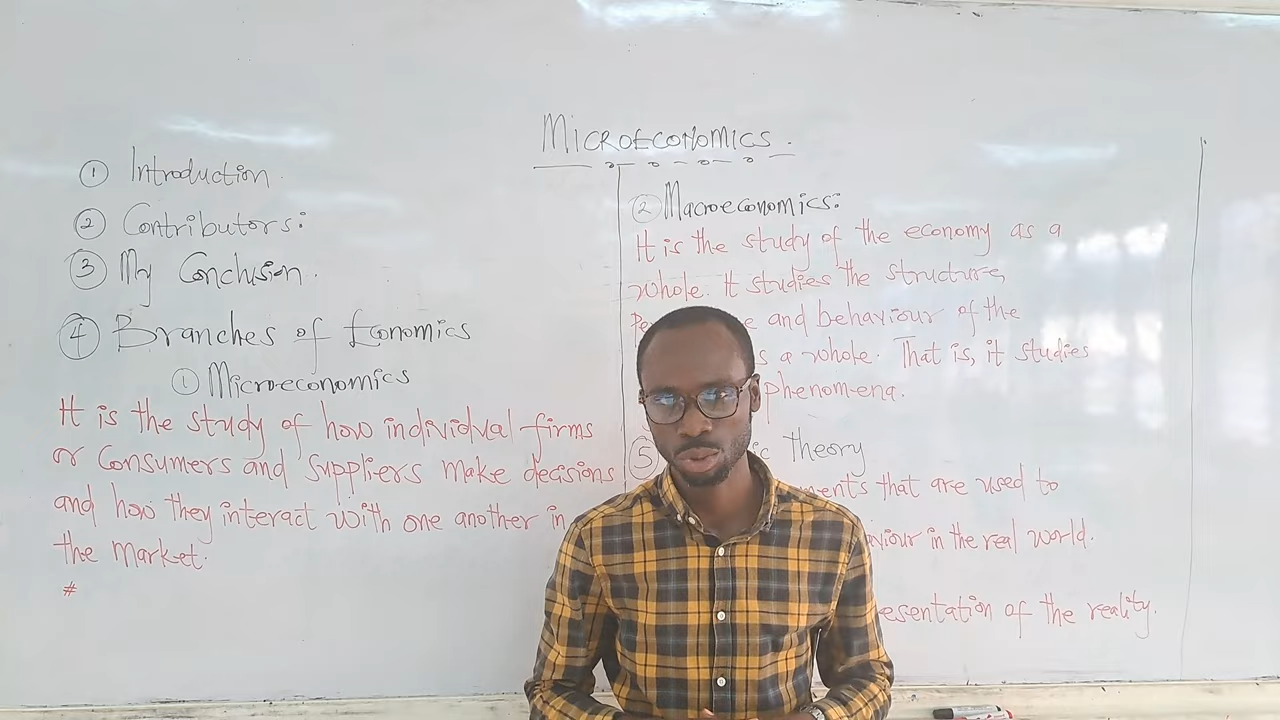 MICROECONOMICS.
① Introduction.
② Contributors:
③ My Conclusion.
④ Branches of Economics
① Microeconomics
It is the study of how individual firms
or Consumers and Suppliers make decisions
and how they interact with one another in
the market.
#
② Macroeconomics:
It is the study of the economy as a
whole. It studies the structure,
and behaviour of the
a whole. That is, it studies
phenomena.
⑤ theory
that are used to
in the real world.
of the reality.